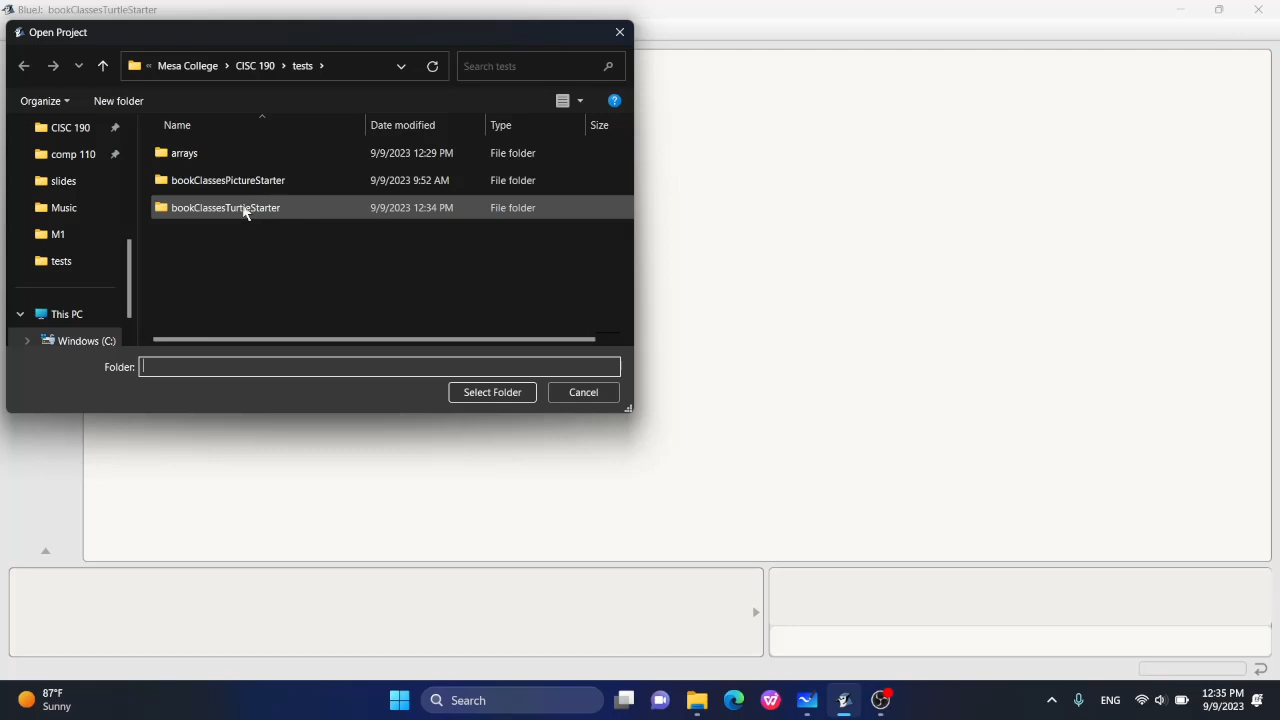 BlueJ: bookClassesTurtleStarter
Open Project
« Mesa College › CISC 190 › tests ›
Search tests
Organize
New folder
Name
Date modified
Type
Size
CISC 190
comp 110
slides
Music
M1
tests
This PC
Windows (C:)
arrays 9/9/2023 12:29 PM File folder
bookClassesPictureStarter 9/9/2023 9:52 AM File folder
bookClassesTurtleStarter 9/9/2023 12:34 PM File folder
Folder:
Select Folder
Cancel
87°F
Sunny
Search
ENG
12:35 PM
9/9/2023